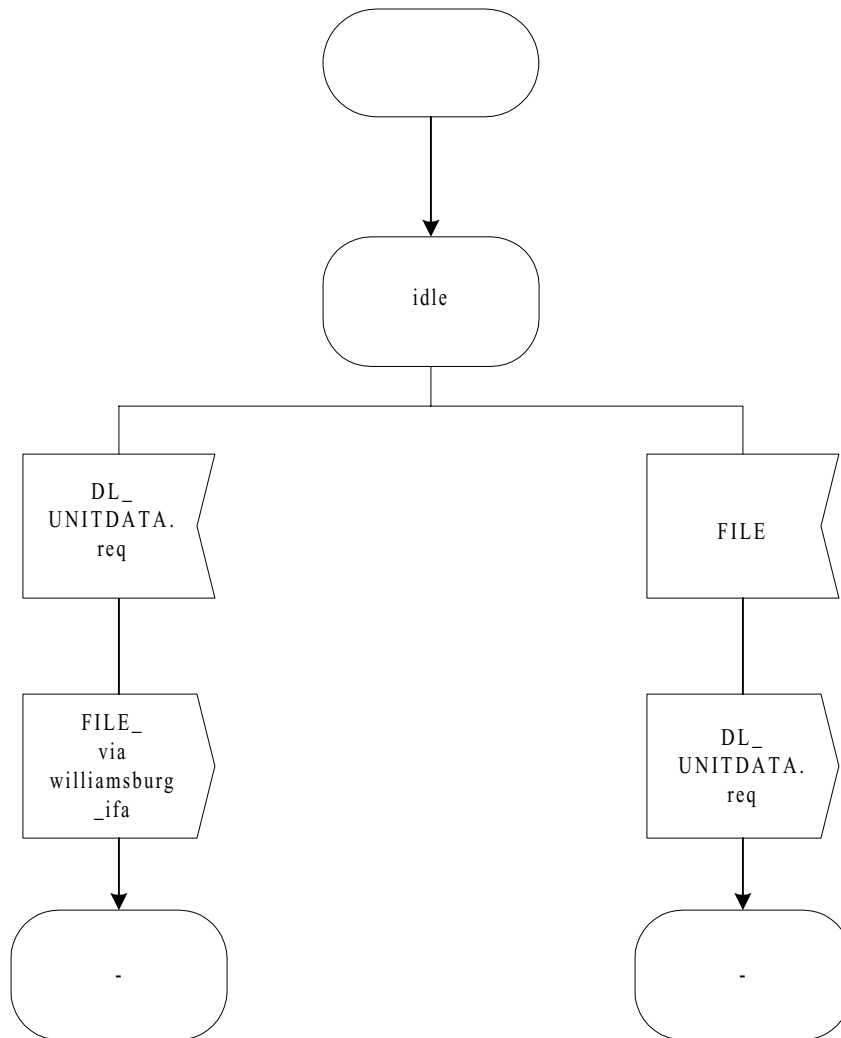 idle
DL_
UNITDATA.
req
FILE
FILE_
via
williamsburg
_ifa
DL_
UNITDATA.
req
-
-